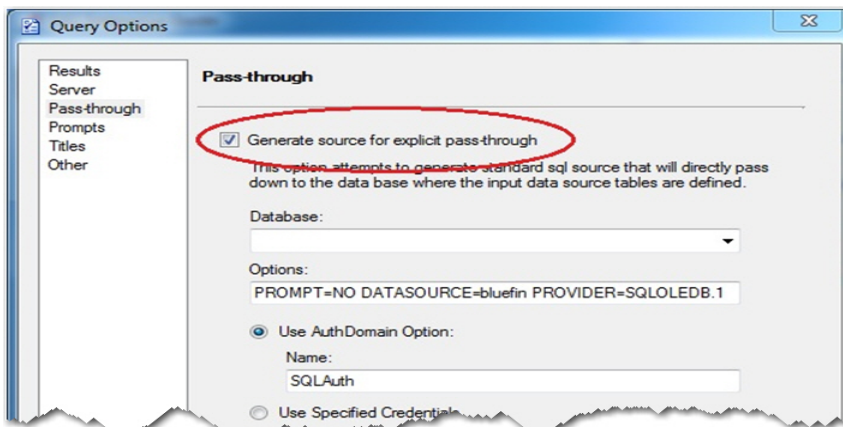 Query Options
Results
Server
Pass-through
Prompts
Titles
Other
Pass-through
Generate source for explicit pass-through
This option attempts to generate standard sql source that will directly pass
down to the data base where the input data source tables are defined.
Database:
Options:
PROMPT=NO DATASOURCE=bluefin PROVIDER=SQLOLEDB.1
Use AuthDomain Option:
Name:
SQLAuth
Use Specified Credentials